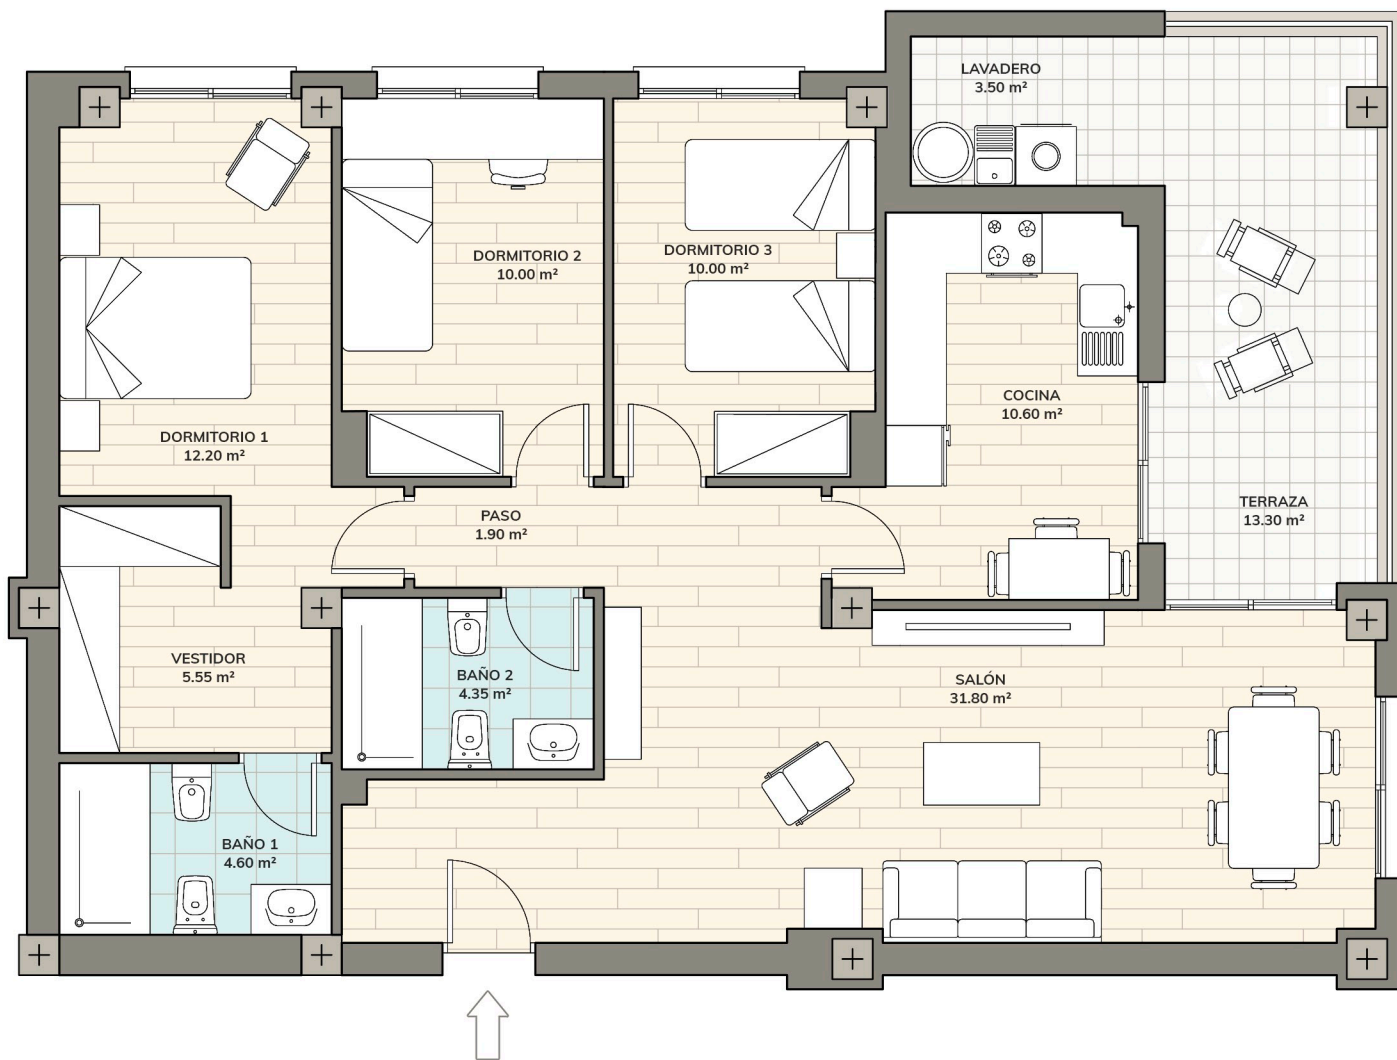 LAVADERO
3.50 m²
DORMITORIO 2
10.00 m²
DORMITORIO 3
10.00 m²
COCINA
10.60 m²
DORMITORIO 1
12.20 m²
PASO
1.90 m²
TERRAZA
13.30 m²
VESTIDOR
5.55 m²
BAÑO 2
4.35 m²
SALÓN
31.80 m²
BAÑO 1
4.60 m²